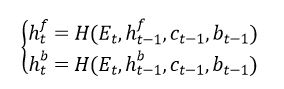 h_t^f = H(E_t, h_{t-1}^f, c_{t-1}, b_{t-1})
h_t^b = H(E_t, h_{t-1}^b, c_{t-1}, b_{t-1})